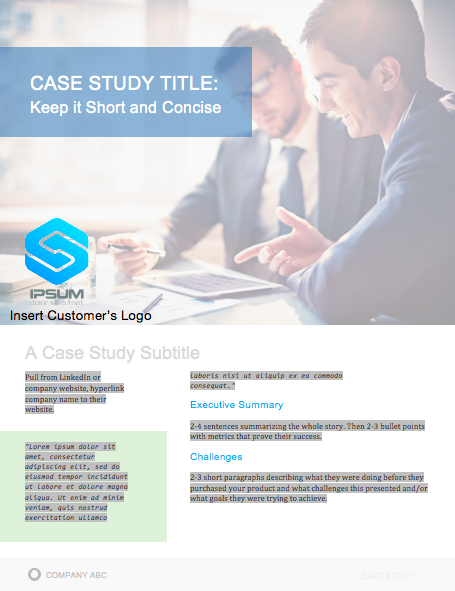 CASE STUDY TITLE:
Keep it Short and Concise
IPSUM
Insert Customer's Logo
A Case Study Subtitle
Pull from LinkedIn or
company website, hyperlink
company name to their
website.
"Lorem ipsum dolor sit
amet, consectetur
adipiscing elit, sed do
eiusmod tempor incididunt
ut labore et dolore magna
aliqua. Ut enim ad minim
veniam, quis nostrud
exercitation ullamco
laboris nisi ut aliquip ex ea commodo
consequat."
Executive Summary
2-4 sentences summarizing the whole story. Then 2-3 bullet points
with metrics that prove their success.
Challenges
2-3 short paragraphs describing what they were doing before they
purchased your product and what challenges this presented and/or
what goals they were trying to achieve.
COMPANY ABC
CASE STUDY